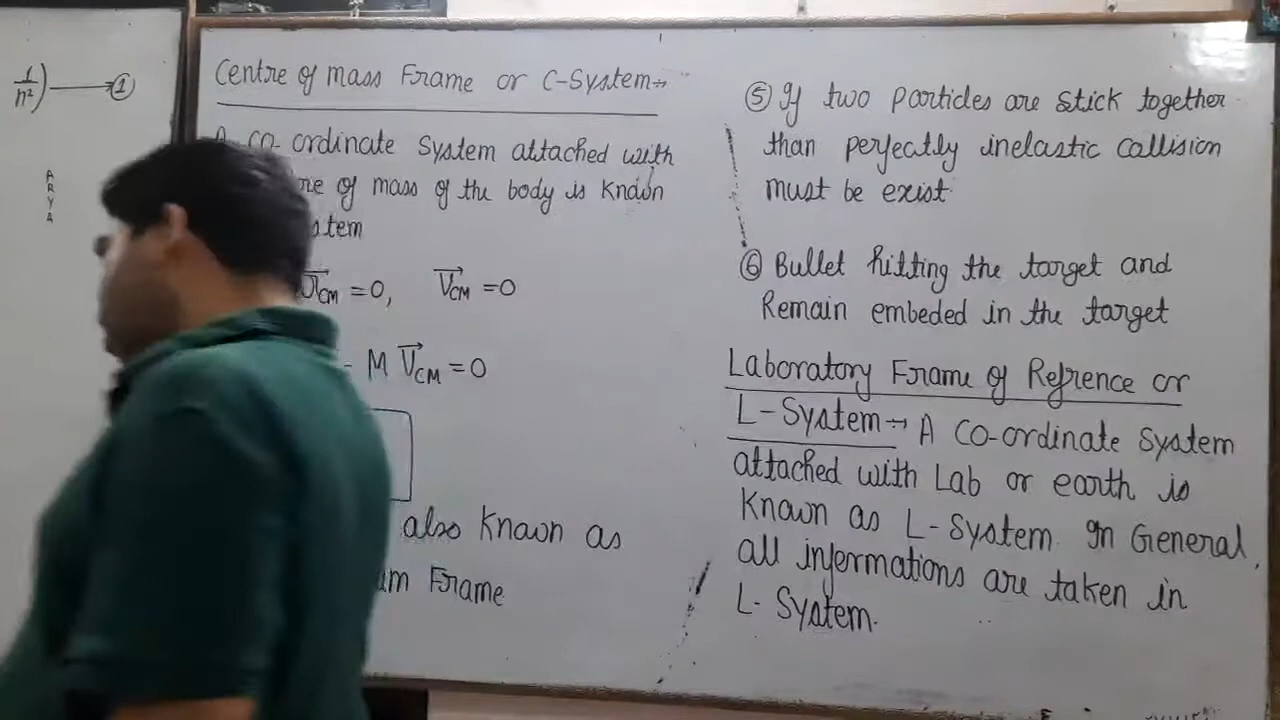 1/n²) ——→ ①
ARYA
Centre of mass Frame or C-System→
A co-ordinate System attached with
of mass of the body is Known
r⃗CM = 0, V⃗CM = 0
M V⃗CM = 0
also Known as
Frame
⑤ If two particles are stick together
than perfeatly inelastic callision
must be exist
⑥ Bullet hitting the target and
Remain embeded in the target
Laboratory Frame of Refrence or
L-System→ A Co-ordinate System
attached with Lab or earth is
Known as L-System. In General,
all informations are taken in
L-System.